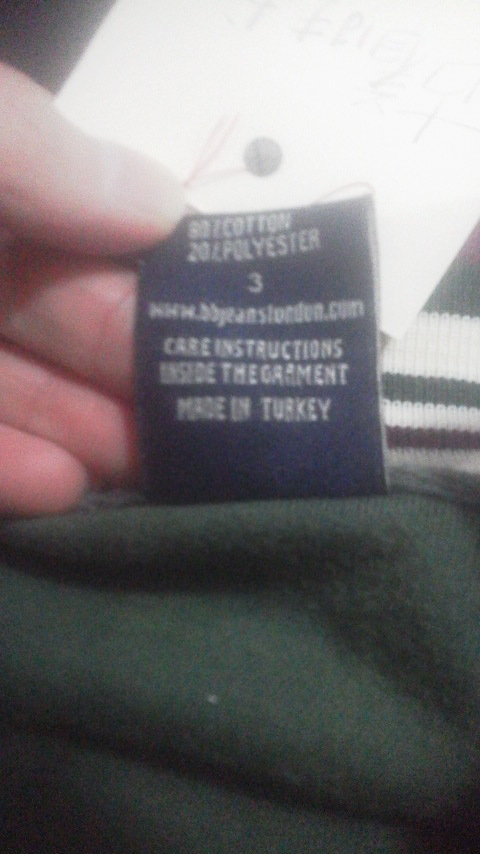 80%COTTON
20%POLYESTER
3
www.bbjeanslondon.com
CARE INSTRUCTIONS
INSIDE THE GARMENT
MADE IN TURKEY